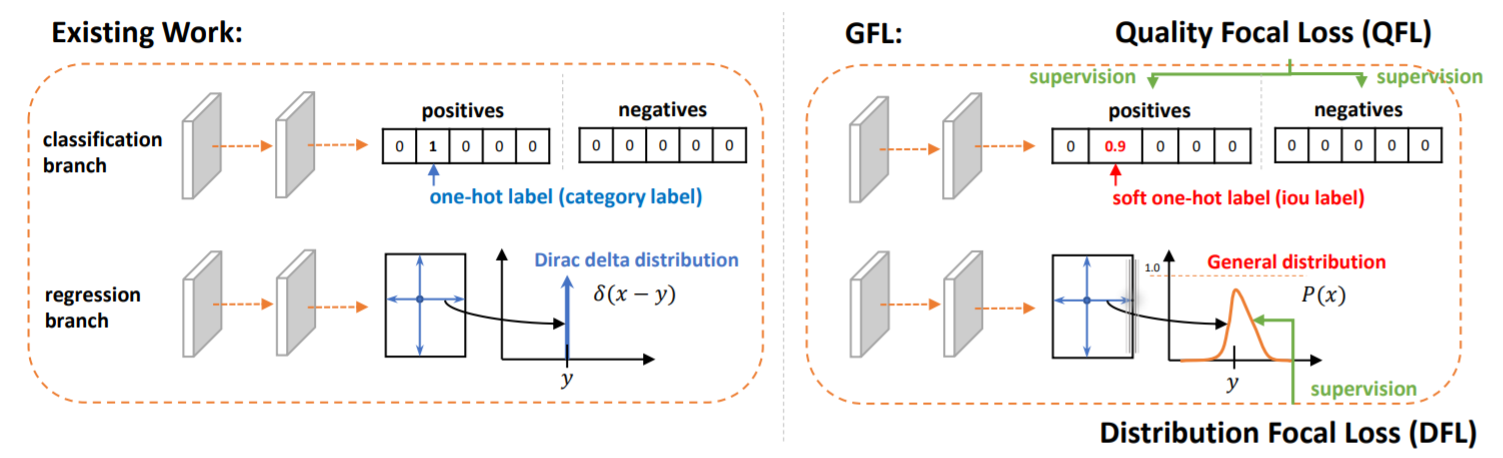 Existing Work:
classification
branch
positives
negatives
0 1 0 0 0
0 0 0 0 0
one-hot label (category label)
regression
branch
Dirac delta distribution
δ(x − y)
y
GFL:
Quality Focal Loss (QFL)
supervision
supervision
positives
negatives
0 0.9 0 0 0
0 0 0 0 0
soft one-hot label (iou label)
1.0
General distribution
P(x)
y
supervision
Distribution Focal Loss (DFL)